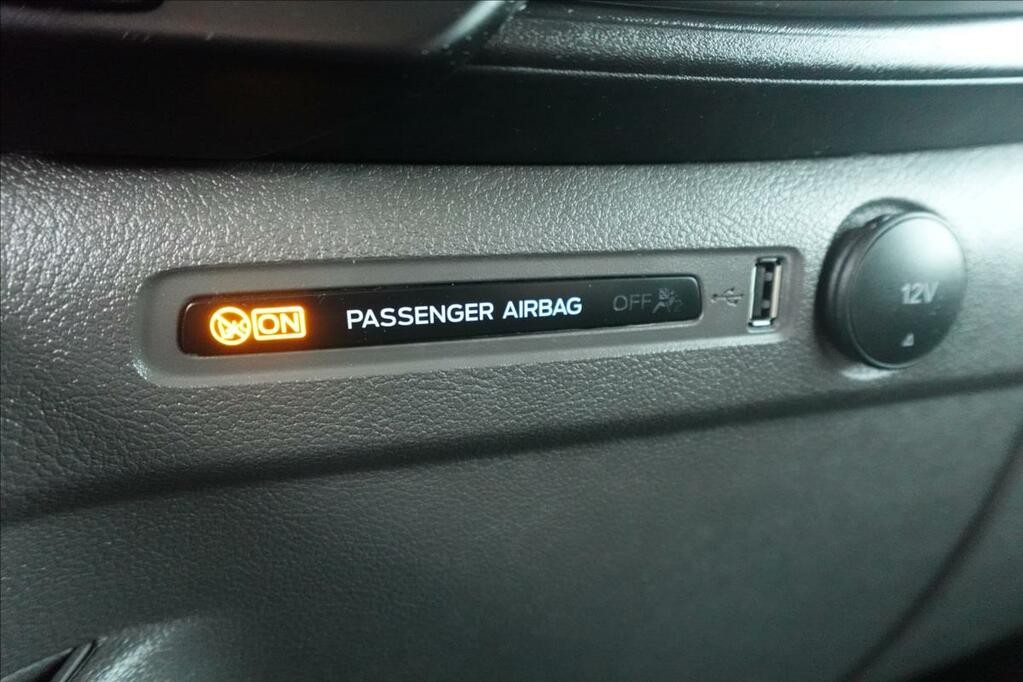 ON PASSENGER AIRBAG OFF
12V